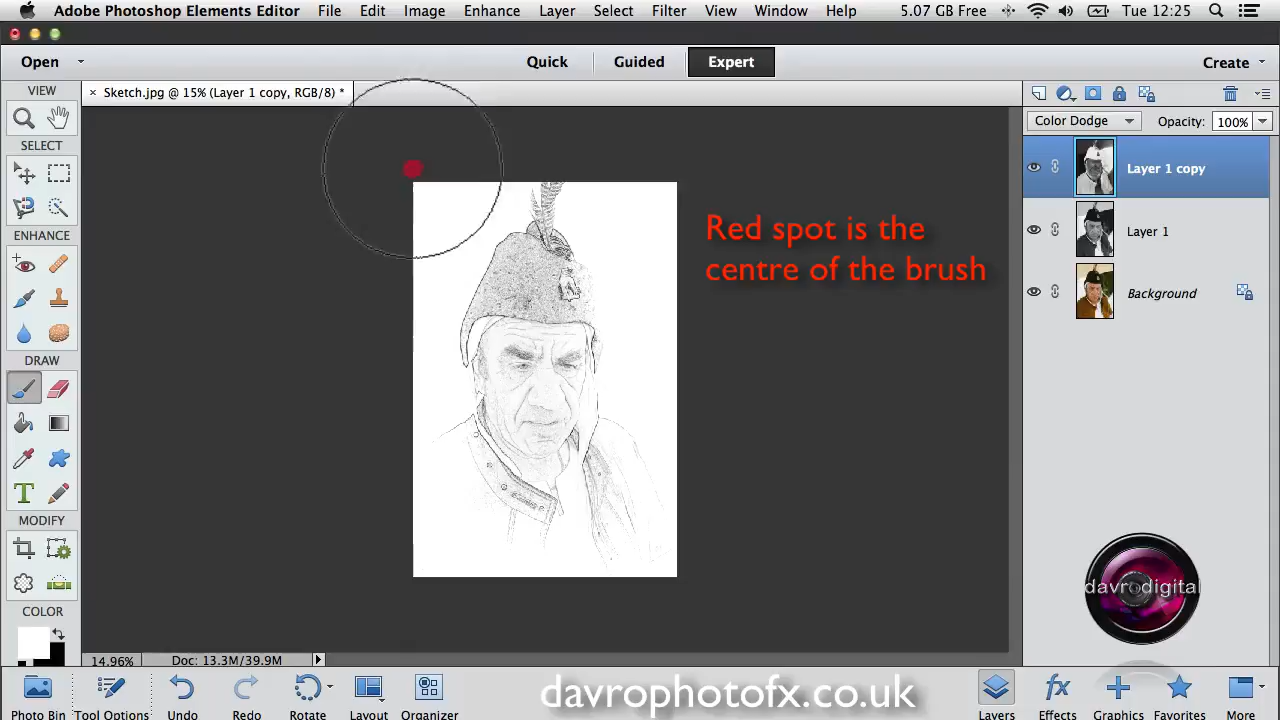 Adobe Photoshop Elements Editor File Edit Image Enhance Layer Select Filter View Window Help 5.07 GB Free Tue 12:25
Open Quick Guided Expert Create
VIEW
Sketch.jpg @ 15% (Layer 1 copy, RGB/8) *
Color Dodge Opacity: 100%
SELECT
Layer 1 copy
Red spot is the
centre of the brush
Layer 1
ENHANCE
Background
DRAW
T
MODIFY
davrodigital
COLOR
14.96% Doc: 13.3M/39.9M
fx
davrophotofx.co.uk
Photo Bin Tool Options Undo Redo Rotate Layout Organizer Layers Effects Graphics Favorites More